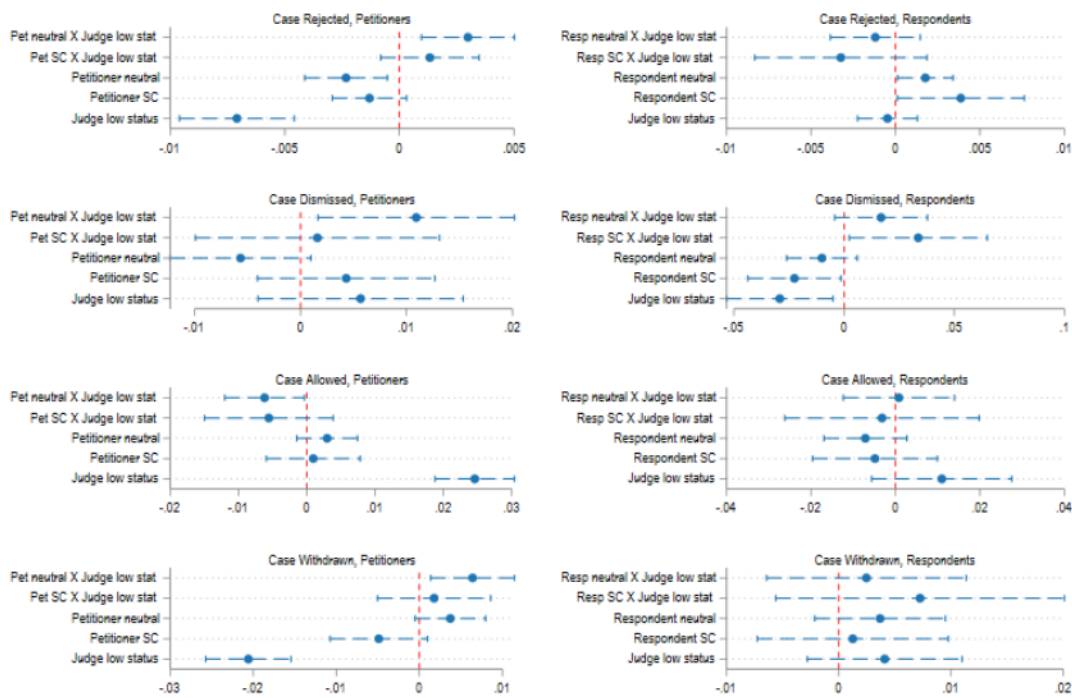 Case Rejected, Petitioners
Pet neutral X Judge low stat
Pet SC X Judge low stat
Petitioner neutral
Petitioner SC
Judge low status
-.01 -.005 0 .005
Case Rejected, Respondents
Resp neutral X Judge low stat
Resp SC X Judge low stat
Respondent neutral
Respondent SC
Judge low status
-.01 -.005 0 .005 .01
Case Dismissed, Petitioners
Pet neutral X Judge low stat
Pet SC X Judge low stat
Petitioner neutral
Petitioner SC
Judge low status
-.01 0 .01 .02
Case Dismissed, Respondents
Resp neutral X Judge low stat
Resp SC X Judge low stat
Respondent neutral
Respondent SC
Judge low status
-.05 0 .05 .1
Case Allowed, Petitioners
Pet neutral X Judge low stat
Pet SC X Judge low stat
Petitioner neutral
Petitioner SC
Judge low status
-.02 -.01 0 .01 .02 .03
Case Allowed, Respondents
Resp neutral X Judge low stat
Resp SC X Judge low stat
Respondent neutral
Respondent SC
Judge low status
-.04 -.02 0 .02 .04
Case Withdrawn, Petitioners
Pet neutral X Judge low stat
Pet SC X Judge low stat
Petitioner neutral
Petitioner SC
Judge low status
-.03 -.02 -.01 0 .01
Case Withdrawn, Respondents
Resp neutral X Judge low stat
Resp SC X Judge low stat
Respondent neutral
Respondent SC
Judge low status
-.01 0 .01 .02